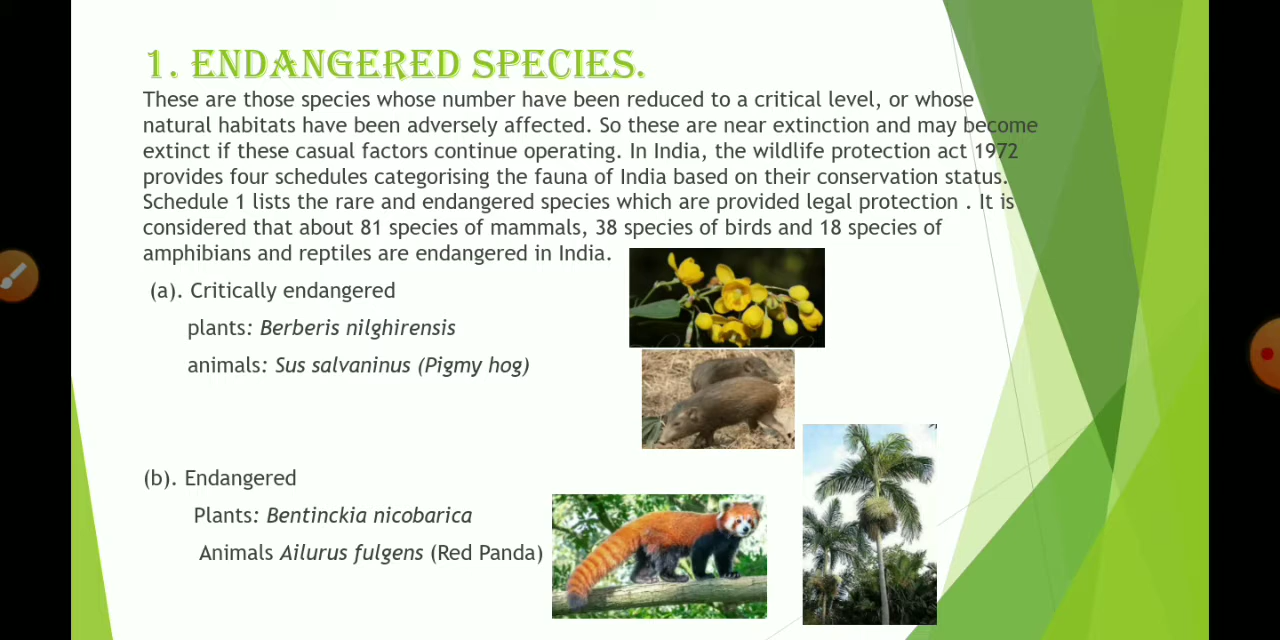 1. ENDANGERED SPECIES.
These are those species whose number have been reduced to a critical level, or whose
natural habitats have been adversely affected. So these are near extinction and may become
extinct if these casual factors continue operating. In India, the wildlife protection act 1972
provides four schedules categorising the fauna of India based on their conservation status.
Schedule 1 lists the rare and endangered species which are provided legal protection . It is
considered that about 81 species of mammals, 38 species of birds and 18 species of
amphibians and reptiles are endangered in India.
(a). Critically endangered
plants: Berberis nilghirensis
animals: Sus salvaninus (Pigmy hog)
(b). Endangered
Plants: Bentinckia nicobarica
Animals Ailurus fulgens (Red Panda)